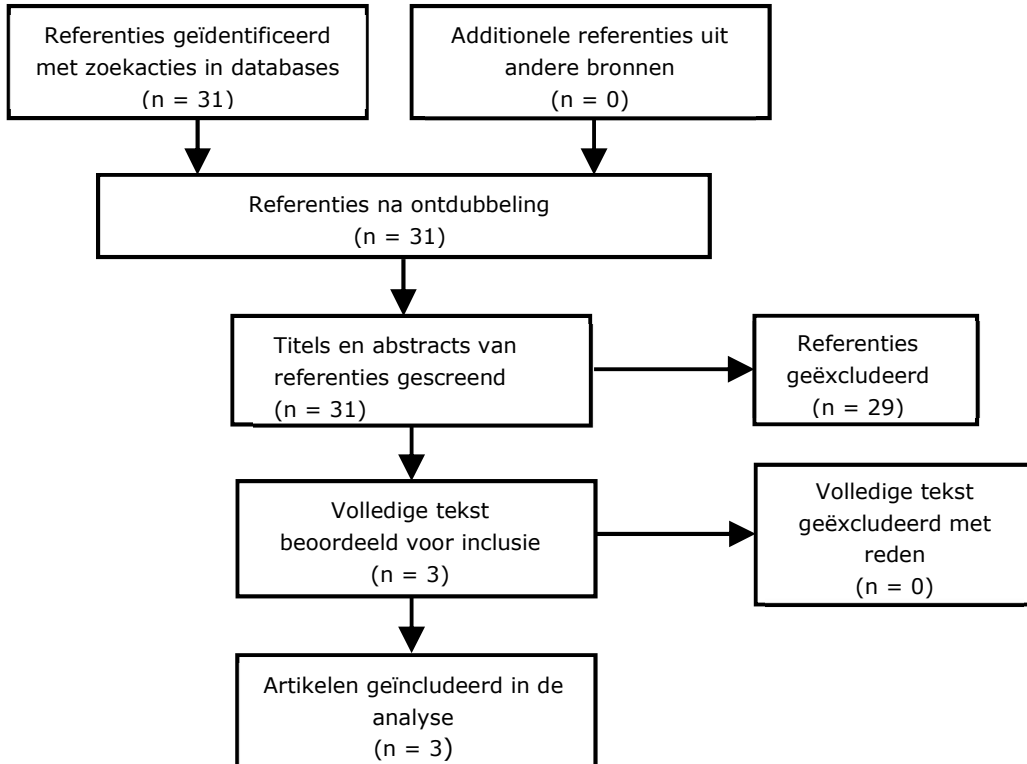 Referenties geïdentificeerd
met zoekacties in databases
(n = 31)
Additionele referenties uit
andere bronnen
(n = 0)
Referenties na ontdubbeling
(n = 31)
Titels en abstracts van
referenties gescreend
(n = 31)
Referenties
geëxcludeerd
(n = 29)
Volledige tekst
beoordeeld voor inclusie
(n = 3)
Volledige tekst
geëxcludeerd met
reden
(n = 0)
Artikelen geïncludeerd in de
analyse
(n = 3)